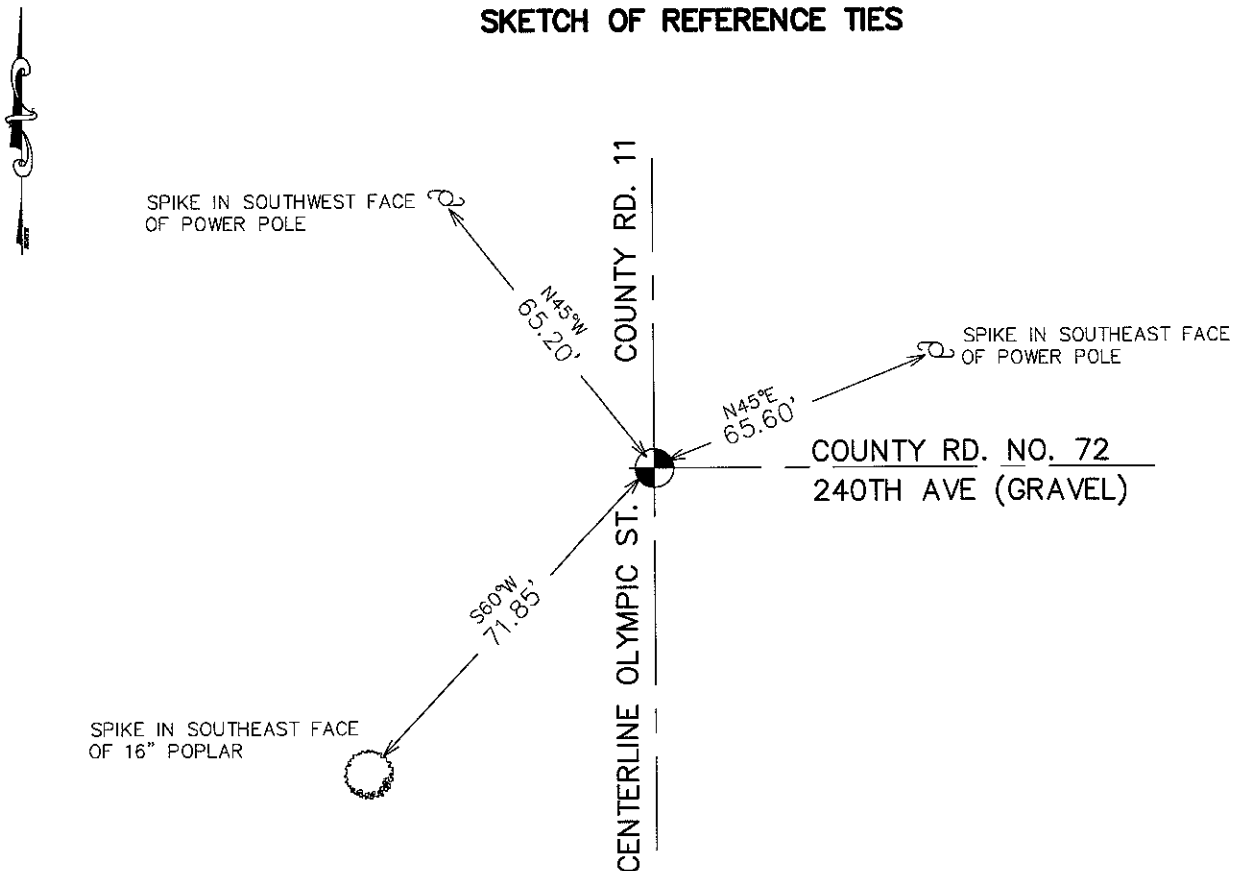 SKETCH OF REFERENCE TIES
SPIKE IN SOUTHWEST FACE
OF POWER POLE
N45°W
65.20'
COUNTY RD. 11
SPIKE IN SOUTHEAST FACE
OF POWER POLE
N45°E
65.60'
COUNTY RD. NO. 72
240TH AVE (GRAVEL)
S60°W
71.85'
CENTERLINE OLYMPIC ST.
SPIKE IN SOUTHEAST FACE
OF 16" POPLAR